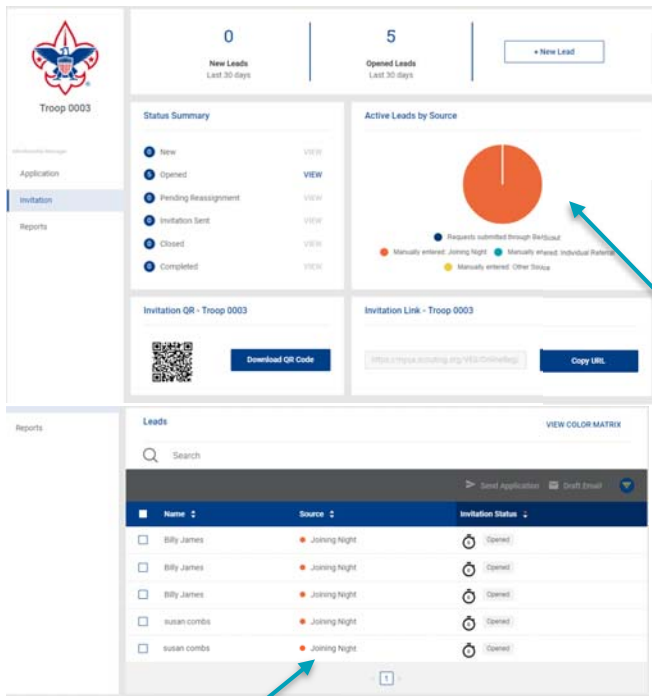 0
New Leads
Last 30 days
5
Opened Leads
Last 30 days
+ New Lead
Troop 0003
Application
Invitation
Reports
Status Summary
0 New VIEW
5 Opened VIEW
0 Pending Reassignment VIEW
0 Invitation Sent VIEW
0 Closed VIEW
0 Completed VIEW
Active Leads by Source
Requests submitted through BeAScout
Manually entered: Joining Night Manually entered: Individual Referral
Manually entered: Other Source
Invitation QR - Troop 0003
Download QR Code
Invitation Link - Troop 0003
Copy URL
Reports
Leads
VIEW COLOR MATRIX
Search
Send Application Draft Email
Name Source Invitation Status
Billy James Joining Night Opened
Billy James Joining Night Opened
Billy James Joining Night Opened
susan combs Joining Night Opened
susan combs Joining Night Opened
1